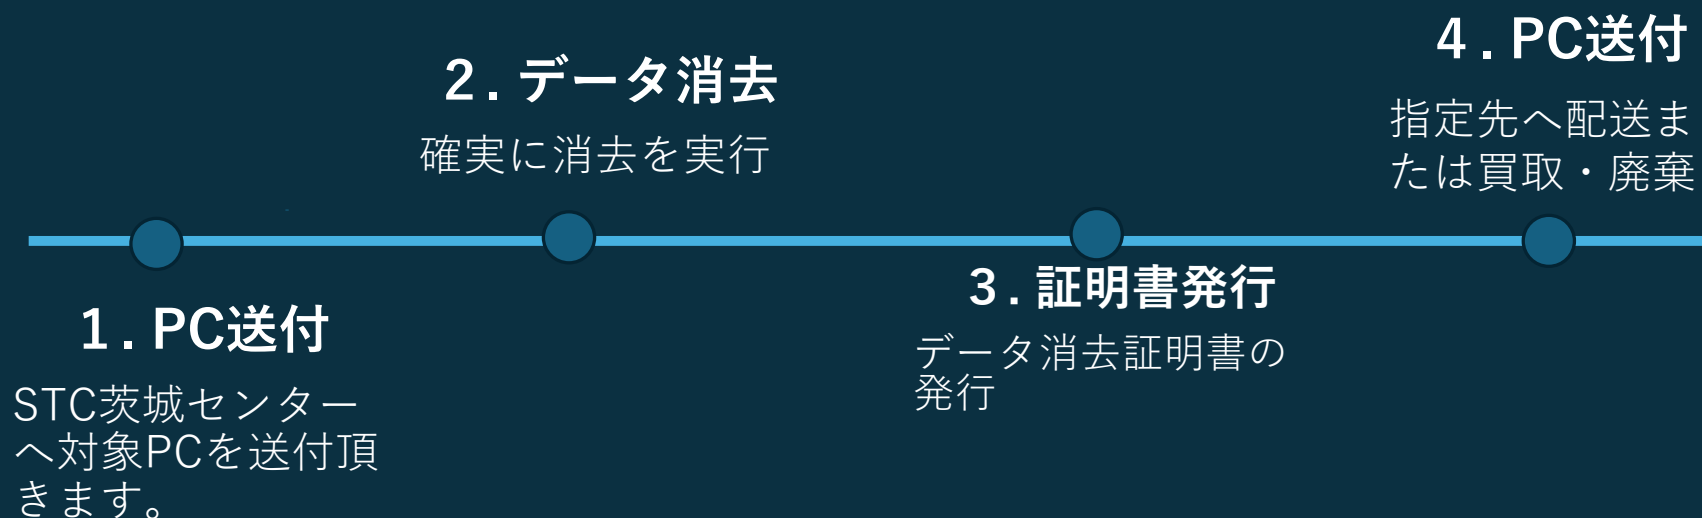 1. PC送付
STC茨城センター
へ対象PCを送付頂
きます。
2. データ消去
確実に消去を実行
3. 証明書発行
データ消去証明書の
発行
4. PC送付
指定先へ配送ま
たは買取・廃棄